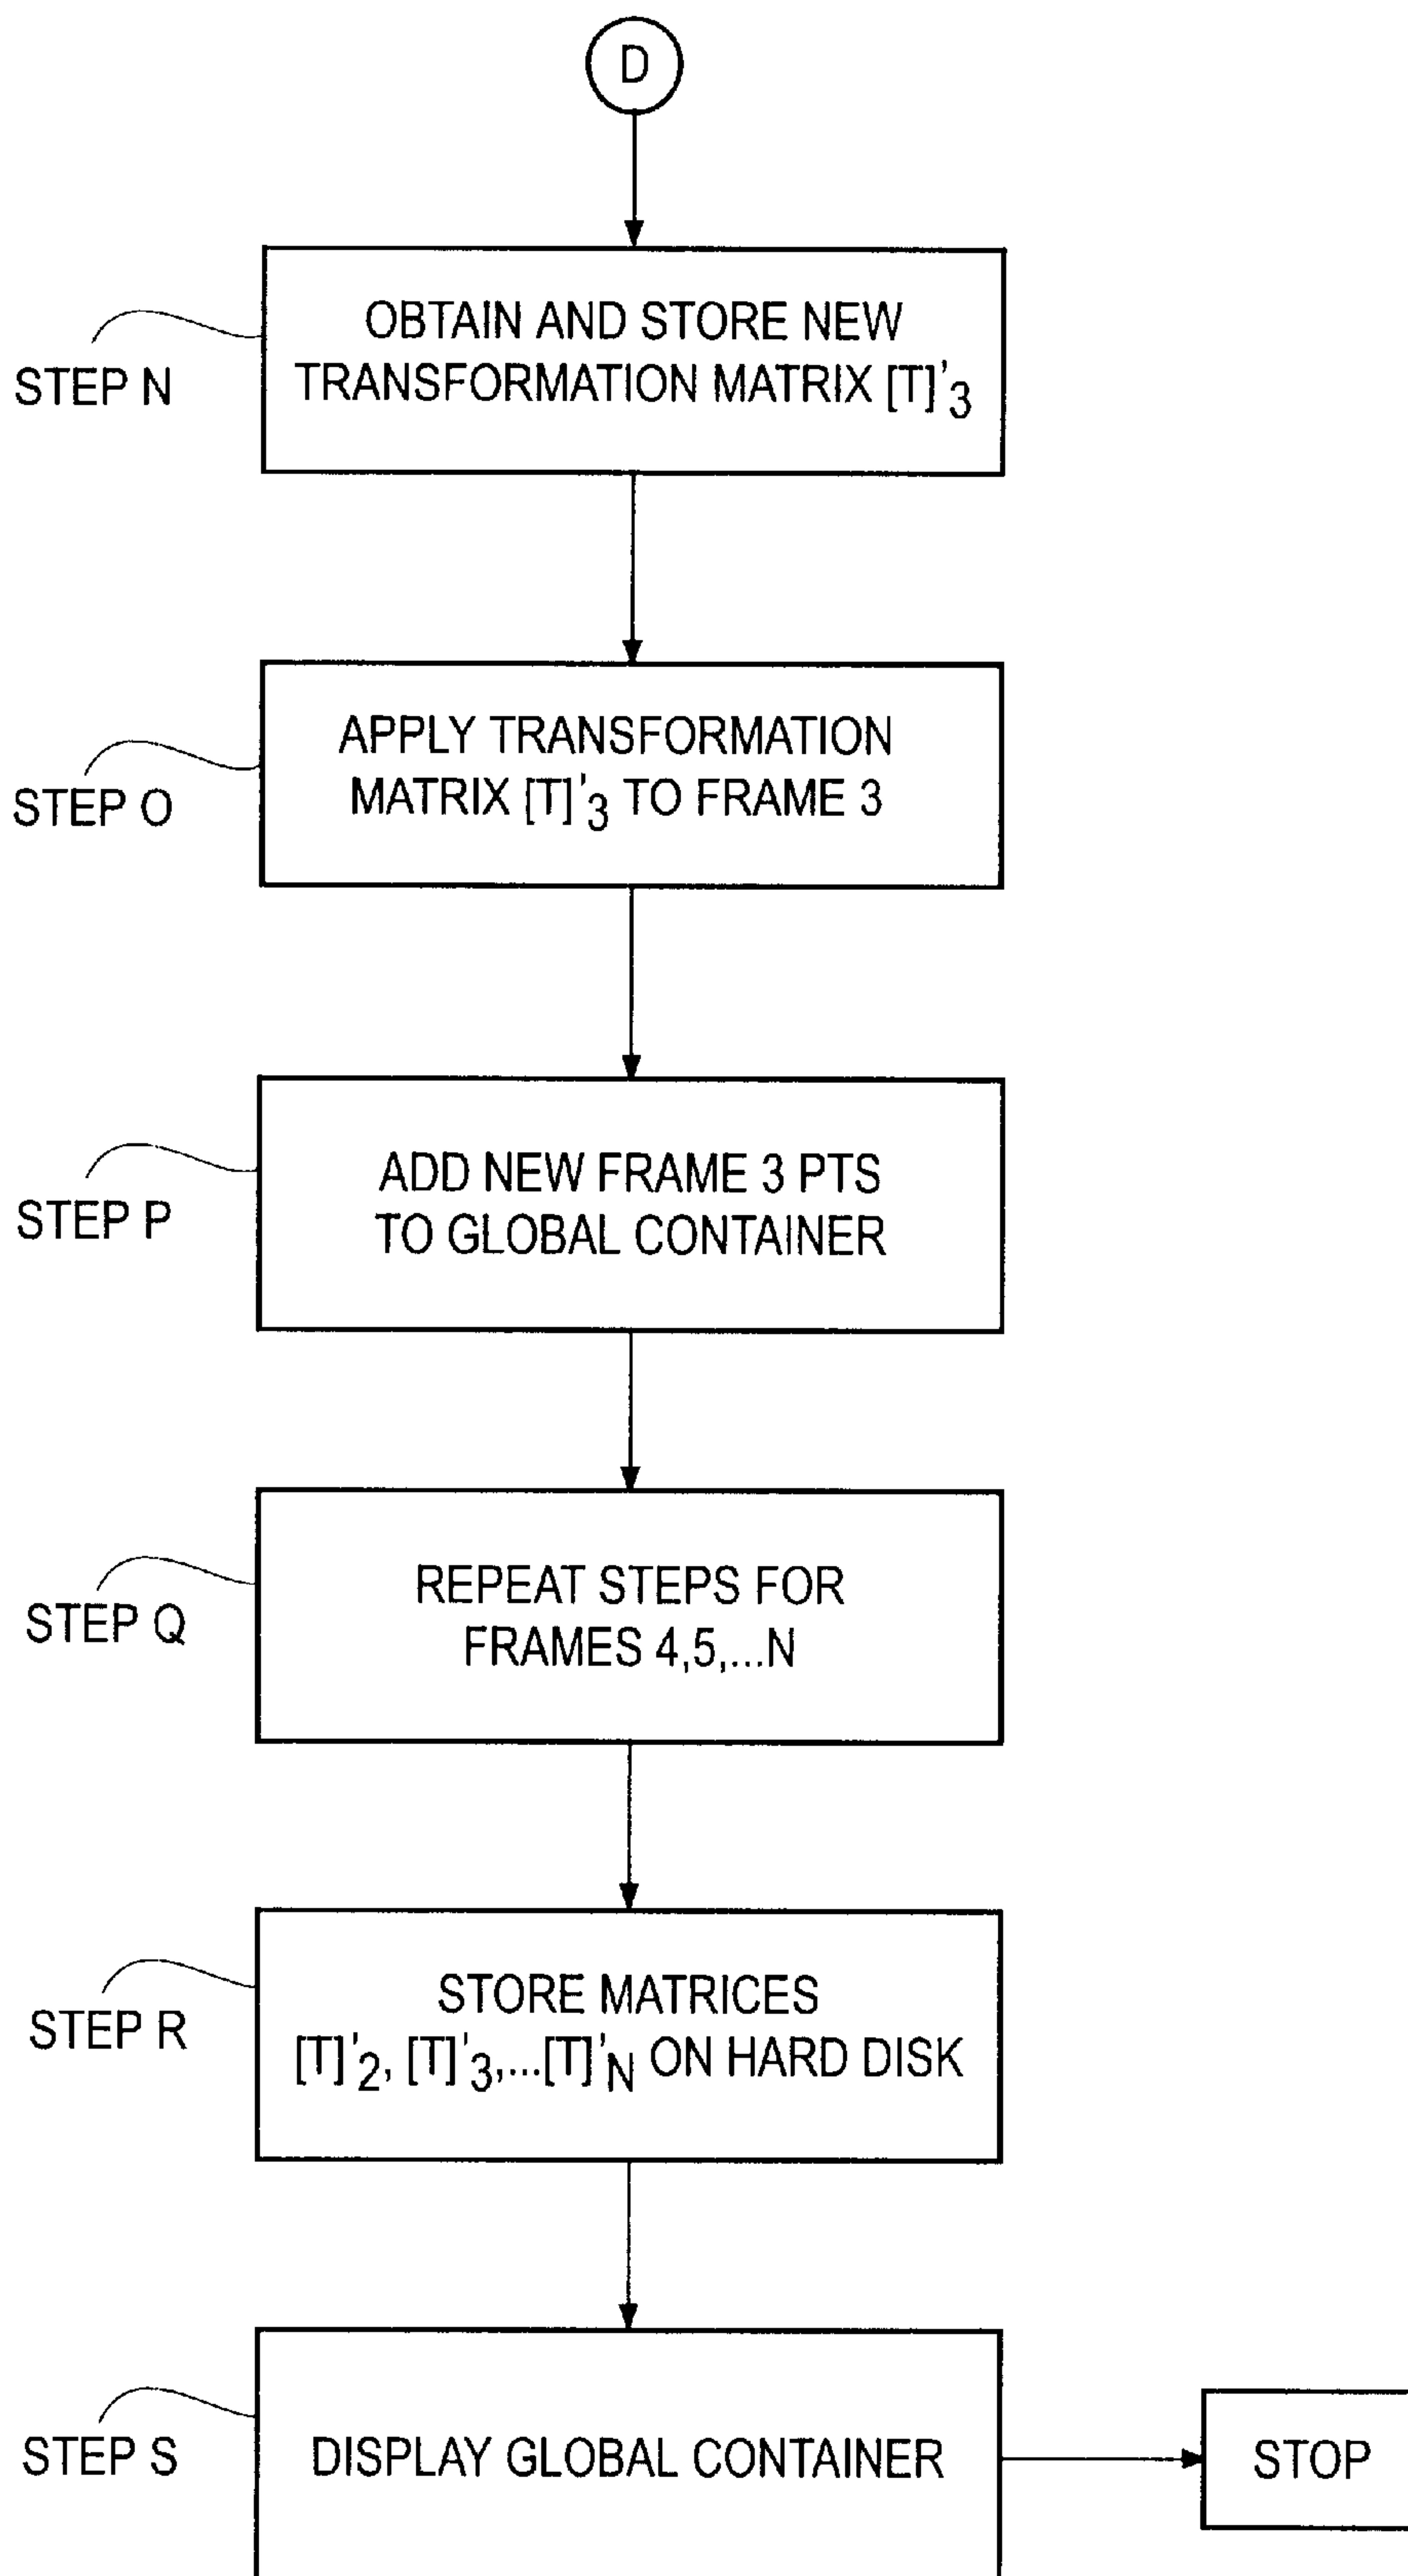 D
OBTAIN AND STORE NEW
TRANSFORMATION MATRIX [T]'3
STEP N
APPLY TRANSFORMATION
MATRIX [T]'3 TO FRAME 3
STEP O
ADD NEW FRAME 3 PTS
TO GLOBAL CONTAINER
STEP P
REPEAT STEPS FOR
FRAMES 4,5,...N
STEP Q
STORE MATRICES
[T]'2, [T]'3,...[T]'N ON HARD DISK
STEP R
DISPLAY GLOBAL CONTAINER
STEP S
STOP